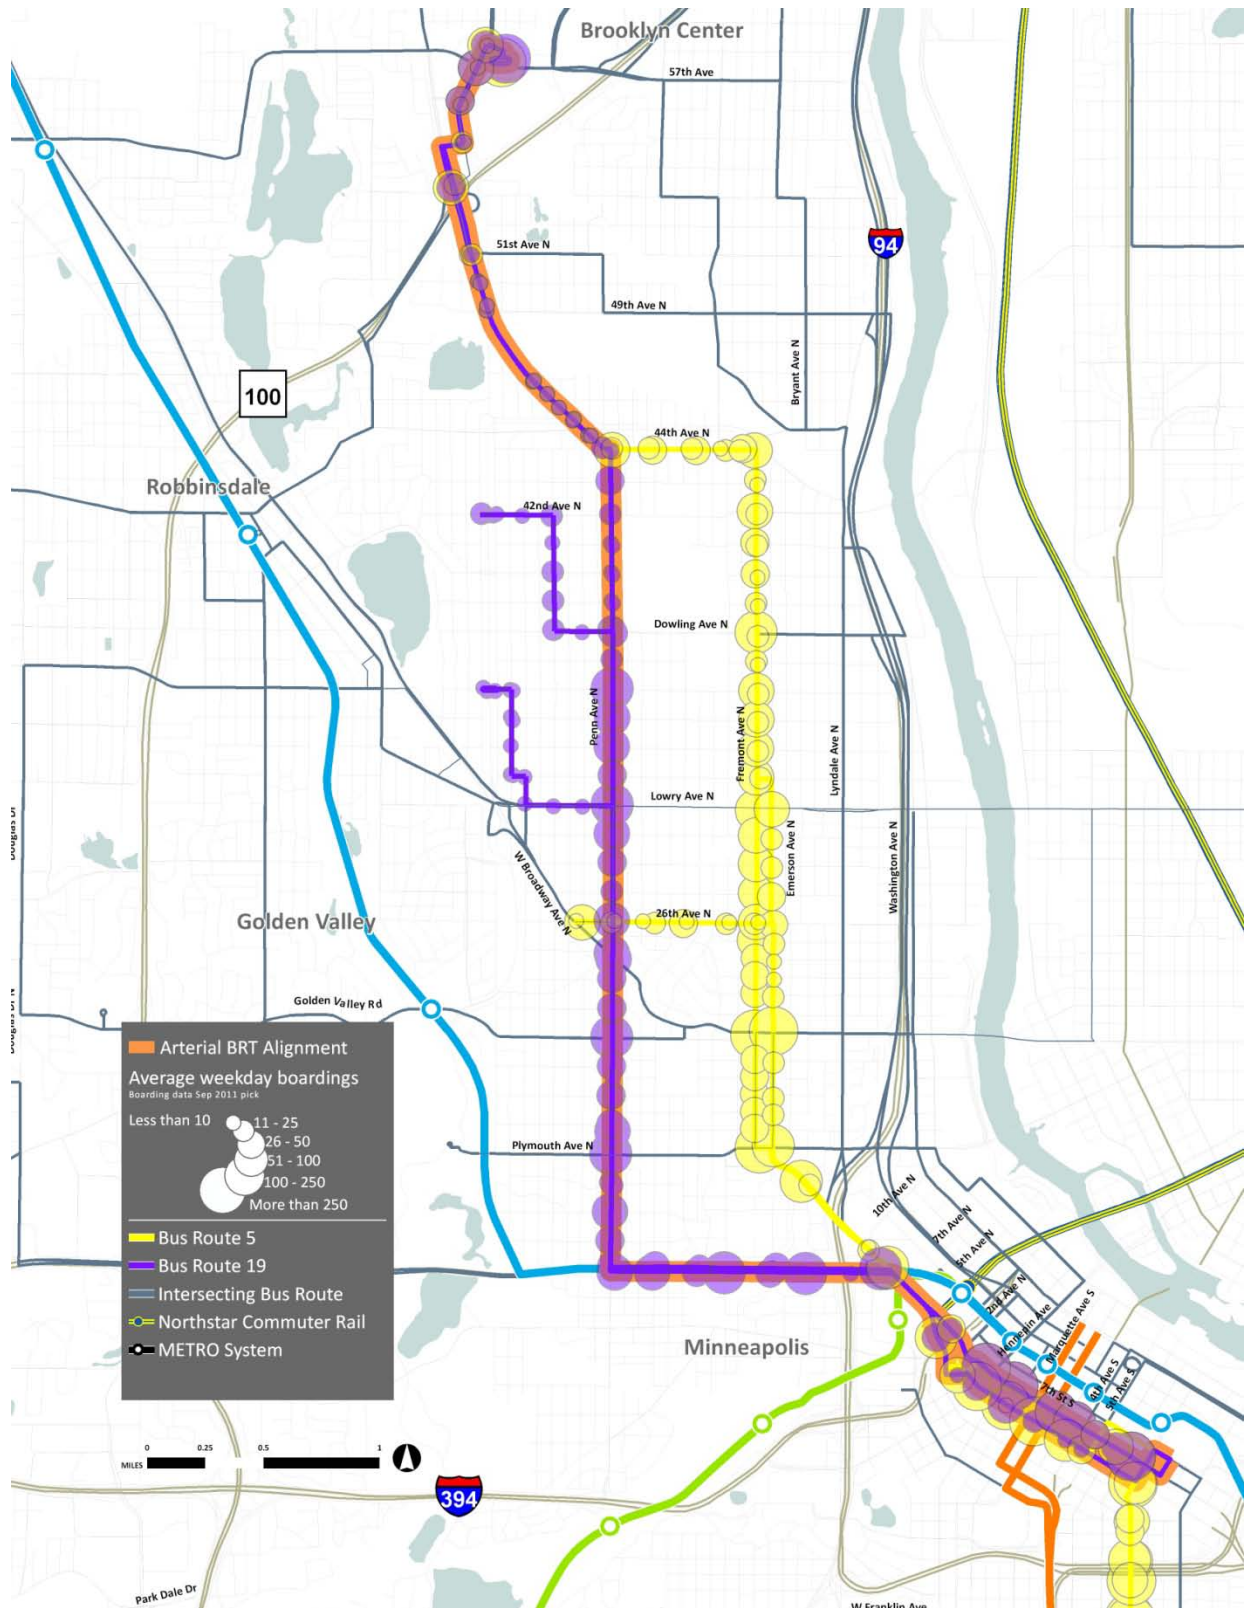 Brooklyn Center
57th Ave
51st Ave N
94
49th Ave N
Bryant Ave N
100
44th Ave N
Robbinsdale
42nd Ave N
Dowling Ave N
Penn Ave N
Fremont Ave N
Lyndale Ave N
Lowry Ave N
Douglas Dr
Emerson Ave N
Washington Ave N
W Broadway Ave N
26th Ave N
Golden Valley
Golden Valley Rd
Douglas Dr N
Arterial BRT Alignment
Average weekday boardings
Boarding data Sep 2011 pick
Less than 10
11 - 25
26 - 50
51 - 100
100 - 250
More than 250
Bus Route 5
Bus Route 19
Intersecting Bus Route
Northstar Commuter Rail
METRO System
Plymouth Ave N
10th Ave N
7th Ave N
5th Ave N
2nd Ave N
Hennepin Ave
Marquette Ave S
Minneapolis
4th Ave S
5th Ave S
7th St S
0 0.25 0.5 1
MILES
394
Park Dale Dr
W Franklin Ave